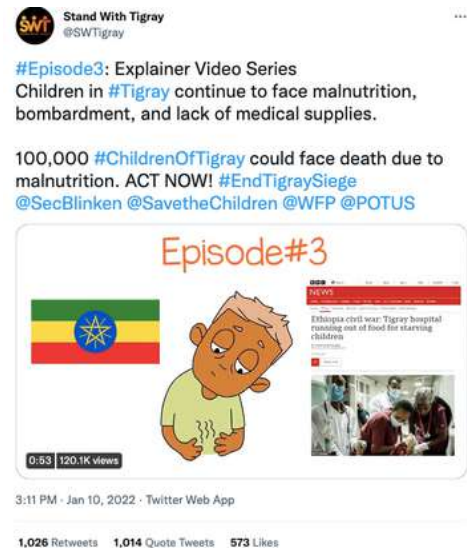 Stand With Tigray
@SWTigray
#Episode3: Explainer Video Series
Children in #Tigray continue to face malnutrition,
bombardment, and lack of medical supplies.
100,000 #ChildrenOfTigray could face death due to
malnutrition. ACT NOW! #EndTigraySiege
@SecBlinken @SavetheChildren @WFP @POTUS
Episode#3
BBC
NEWS
Ethiopia civil war: Tigray hospital
running out of food for starving
children
0:53 120.1K views
3:11 PM · Jan 10, 2022 · Twitter Web App
1,026 Retweets 1,014 Quote Tweets 573 Likes